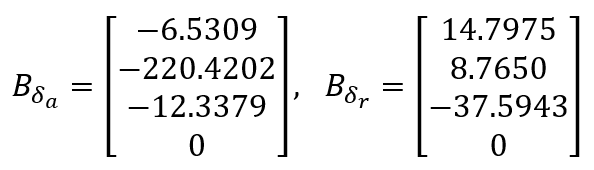 B_{δ_a} = [−6.5309
−220.4202
−12.3379
0], B_{δ_r} = [14.7975
8.7650
−37.5943
0]